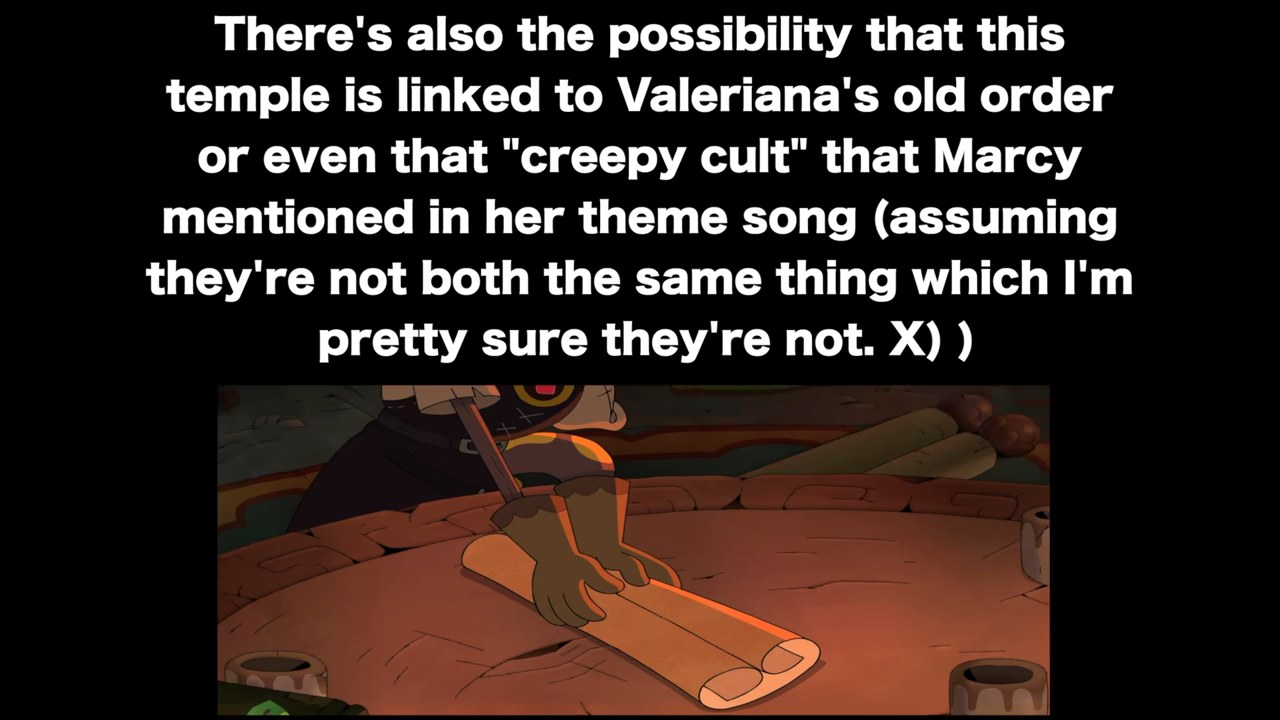 There's also the possibility that this
temple is linked to Valeriana's old order
or even that "creepy cult" that Marcy
mentioned in her theme song (assuming
they're not both the same thing which I'm
pretty sure they're not. X) )